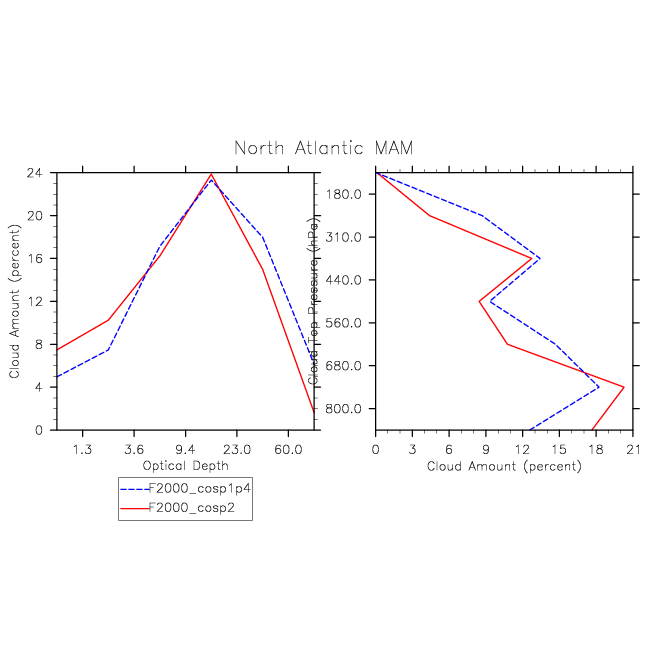 North Atlantic MAM
Cloud Amount (percent)
24
20
16
12
8
4
0
1.3 3.6 9.4 23.0 60.0
Optical Depth
Cloud Top Pressure (hPa)
180.0
310.0
440.0
560.0
680.0
800.0
0 3 6 9 12 15 18 21
Cloud Amount (percent)
F2000_cosp1p4
F2000_cosp2